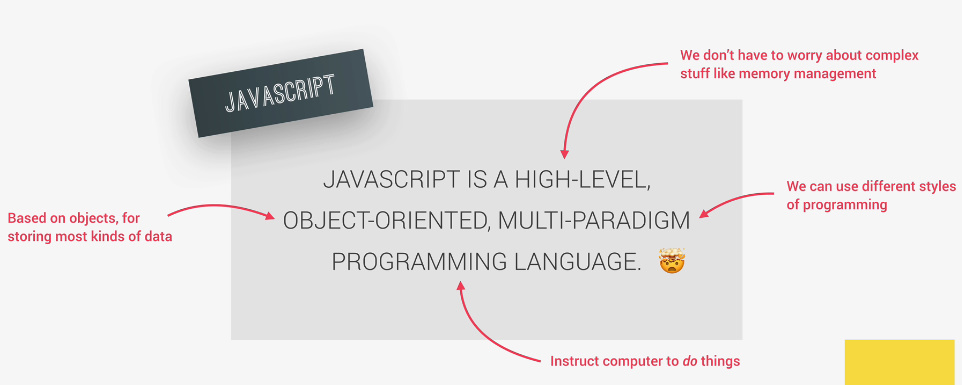 JAVASCRIPT
We don't have to worry about complex
stuff like memory management
JAVASCRIPT IS A HIGH-LEVEL,
OBJECT-ORIENTED, MULTI-PARADIGM
PROGRAMMING LANGUAGE. 🤯
We can use different styles
of programming
Based on objects, for
storing most kinds of data
Instruct computer to do things